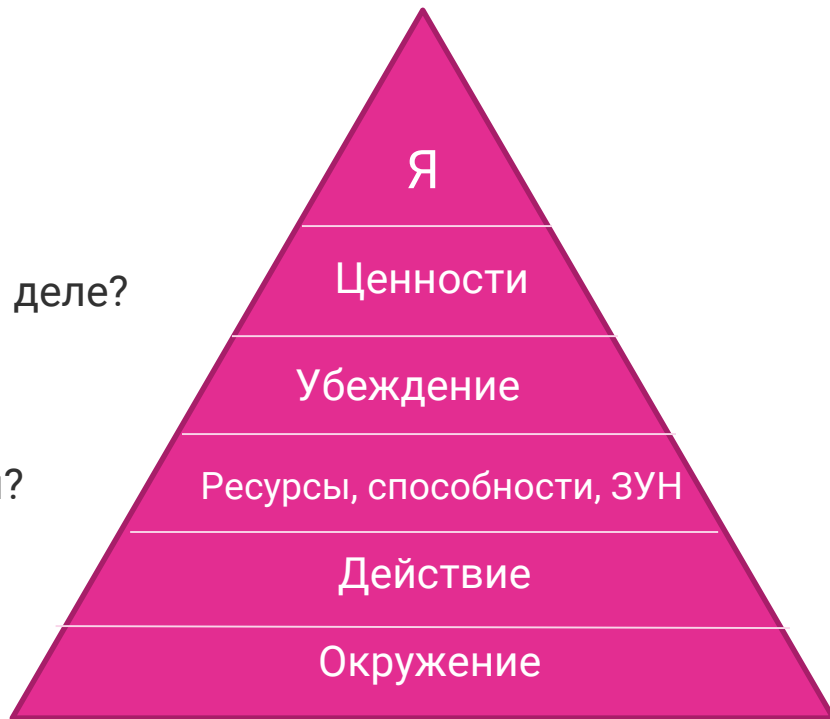 Я
Ценности
деле?
Убеждение
Ресурсы, способности, ЗУН
?
Действие
Окружение